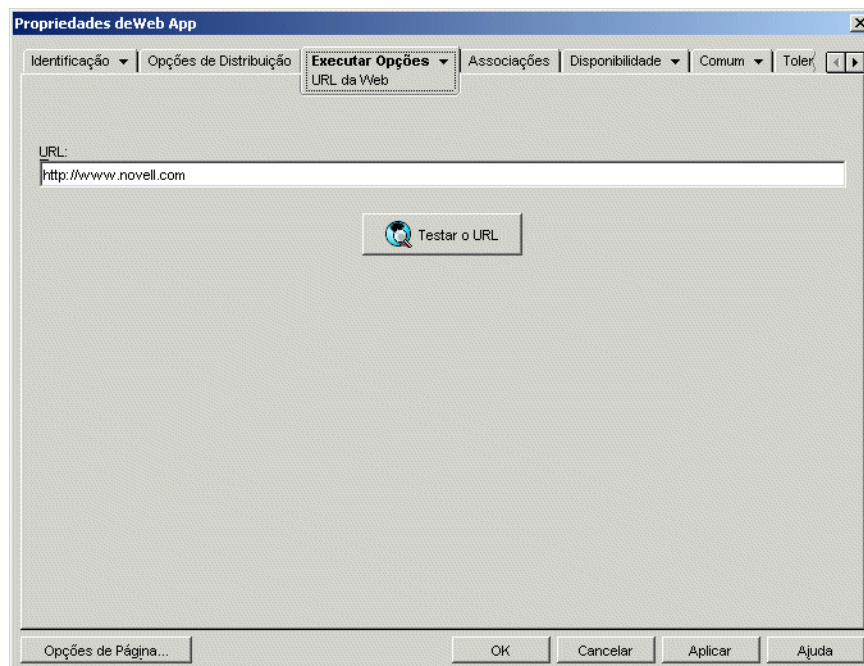 Propriedades deWeb App
Identificação Opções de Distribuição Executar Opções Associações Disponibilidade Comum Toler
URL da Web
URL:
http://www.novell.com
Testar o URL
Opções de Página... OK Cancelar Aplicar Ajuda